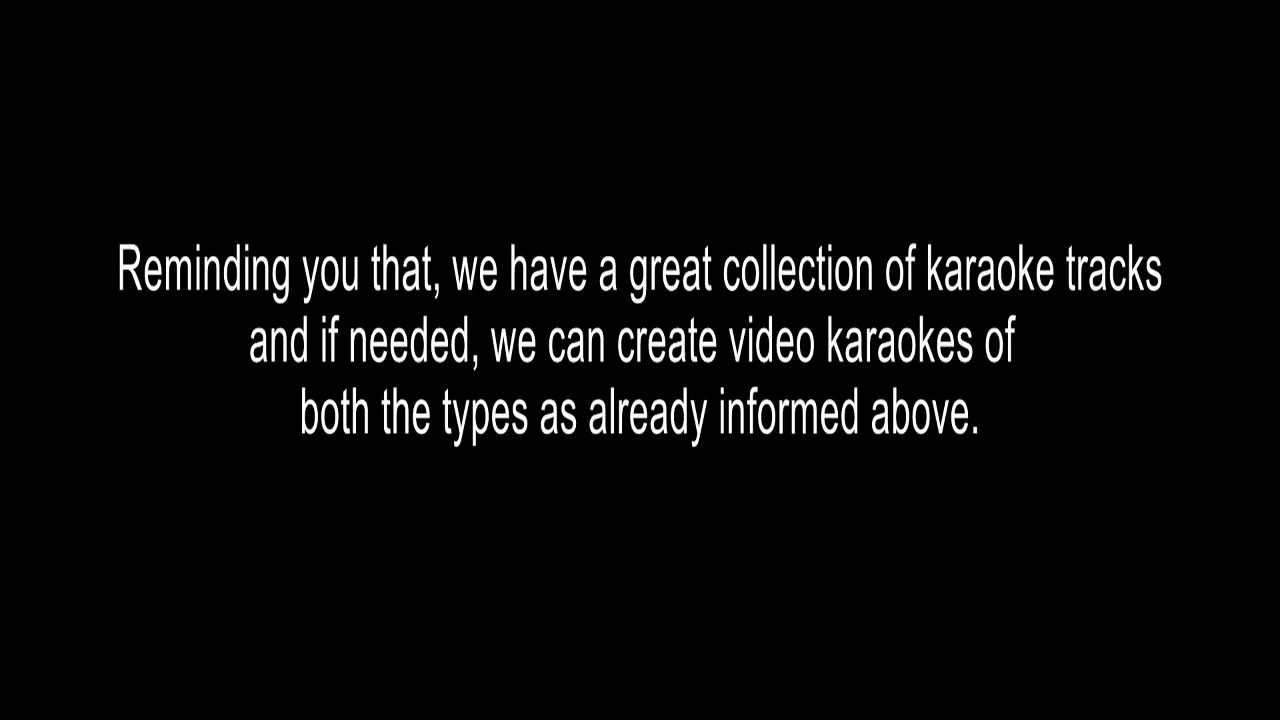 Reminding you that, we have a great collection of karaoke tracks
and if needed, we can create video karaokes of
both the types as already informed above.